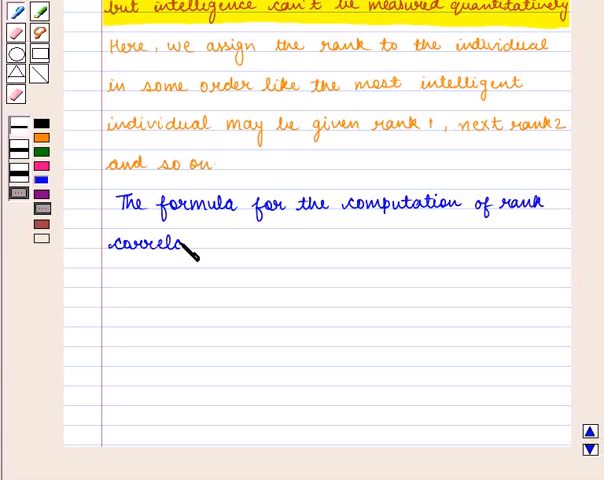 but intelligence can't be measured quantitatively
Here, we assign the rank to the individual
in some order like the most intelligent
individual may be given rank 1, next rank 2
and so on
The formula for the computation of rank
correla